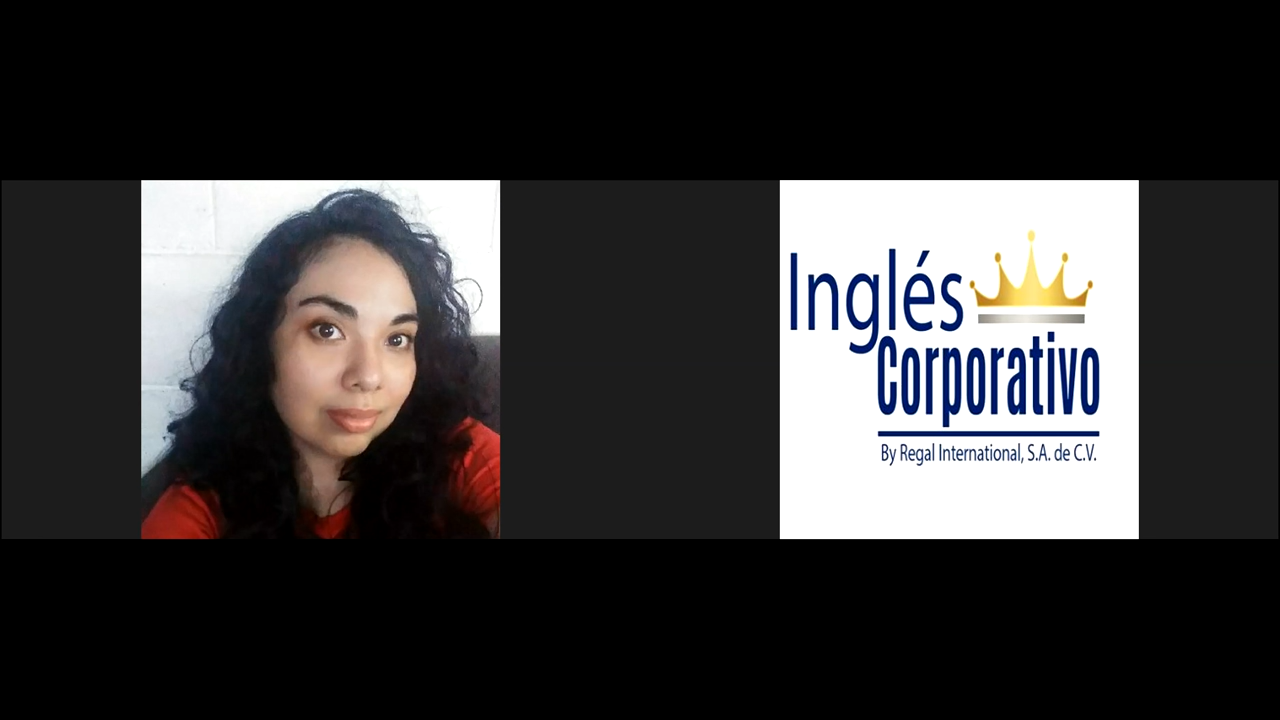 Inglés
Corporativo
By Regal International, S.A. de C.V.